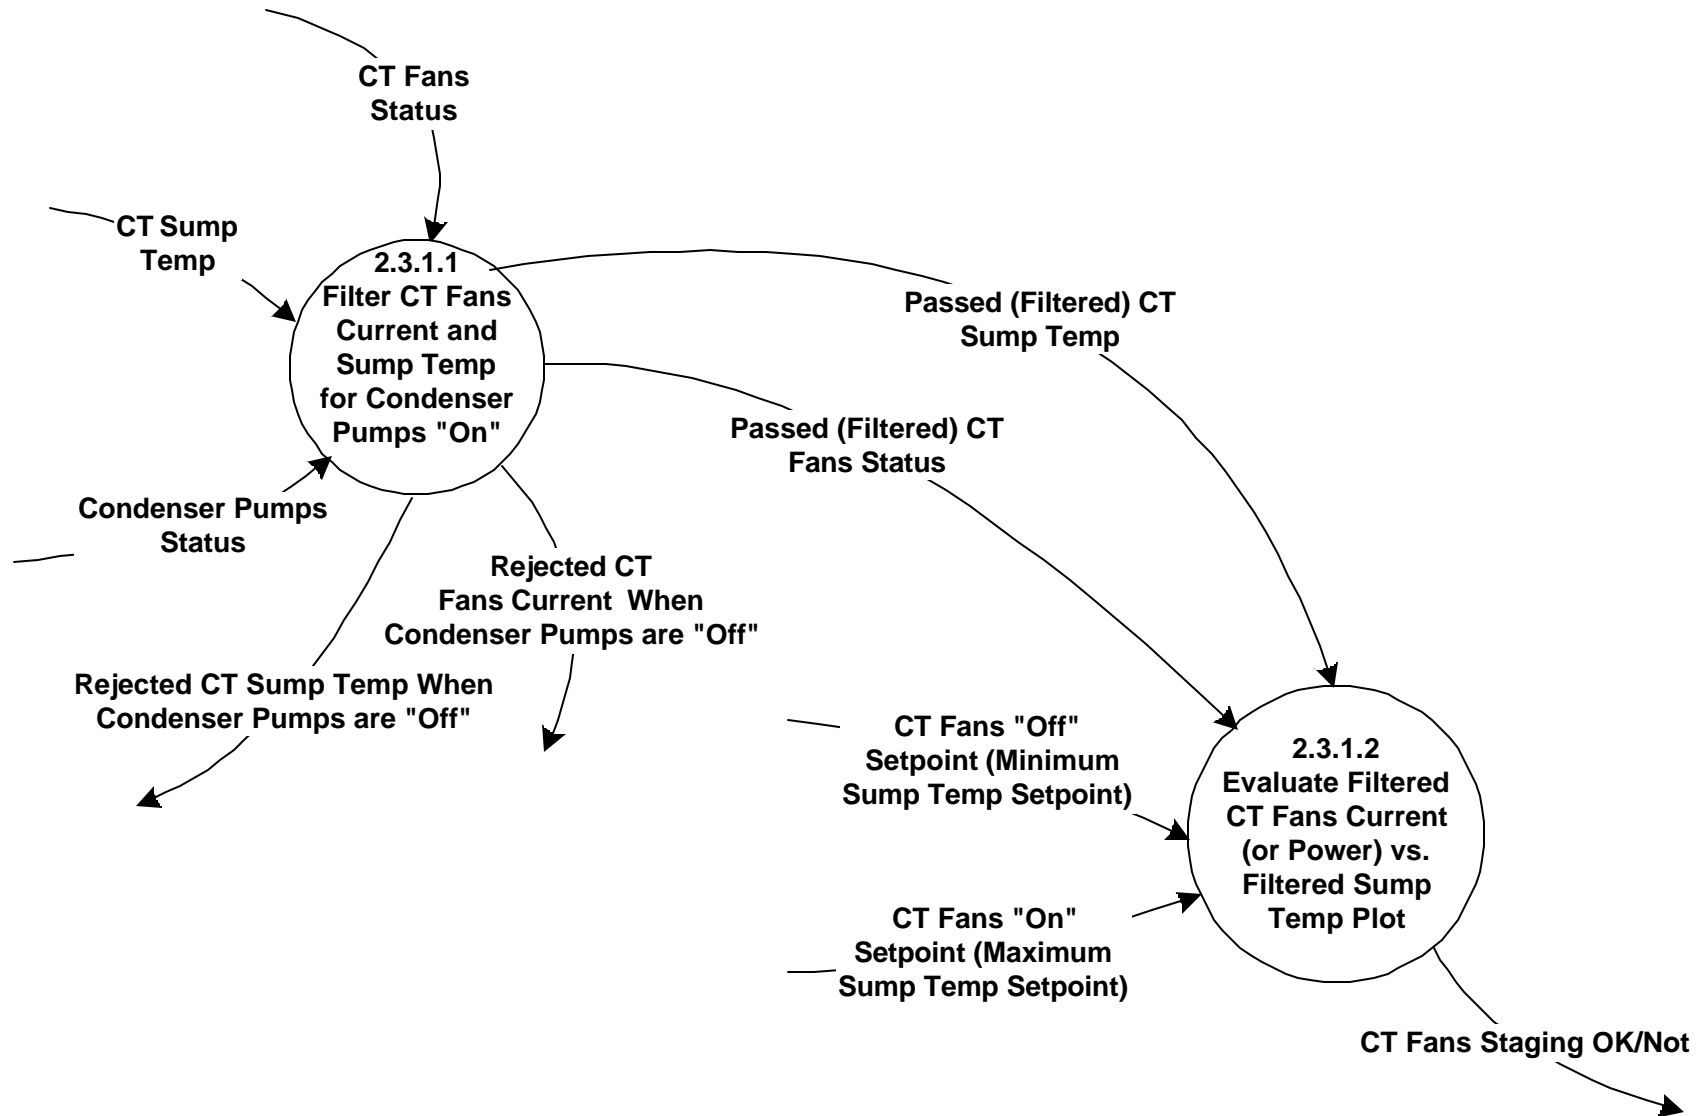 CT Fans
Status
CT Sump
Temp
2.3.1.1
Filter CT Fans
Current and
Sump Temp
for Condenser
Pumps "On"
Passed (Filtered) CT
Sump Temp
Passed (Filtered) CT
Fans Status
Condenser Pumps
Status
Rejected CT
Fans Current When
Condenser Pumps are "Off"
Rejected CT Sump Temp When
Condenser Pumps are "Off"
CT Fans "Off"
Setpoint (Minimum
Sump Temp Setpoint)
2.3.1.2
Evaluate Filtered
CT Fans Current
(or Power) vs.
Filtered Sump
Temp Plot
CT Fans "On"
Setpoint (Maximum
Sump Temp Setpoint)
CT Fans Staging OK/Not